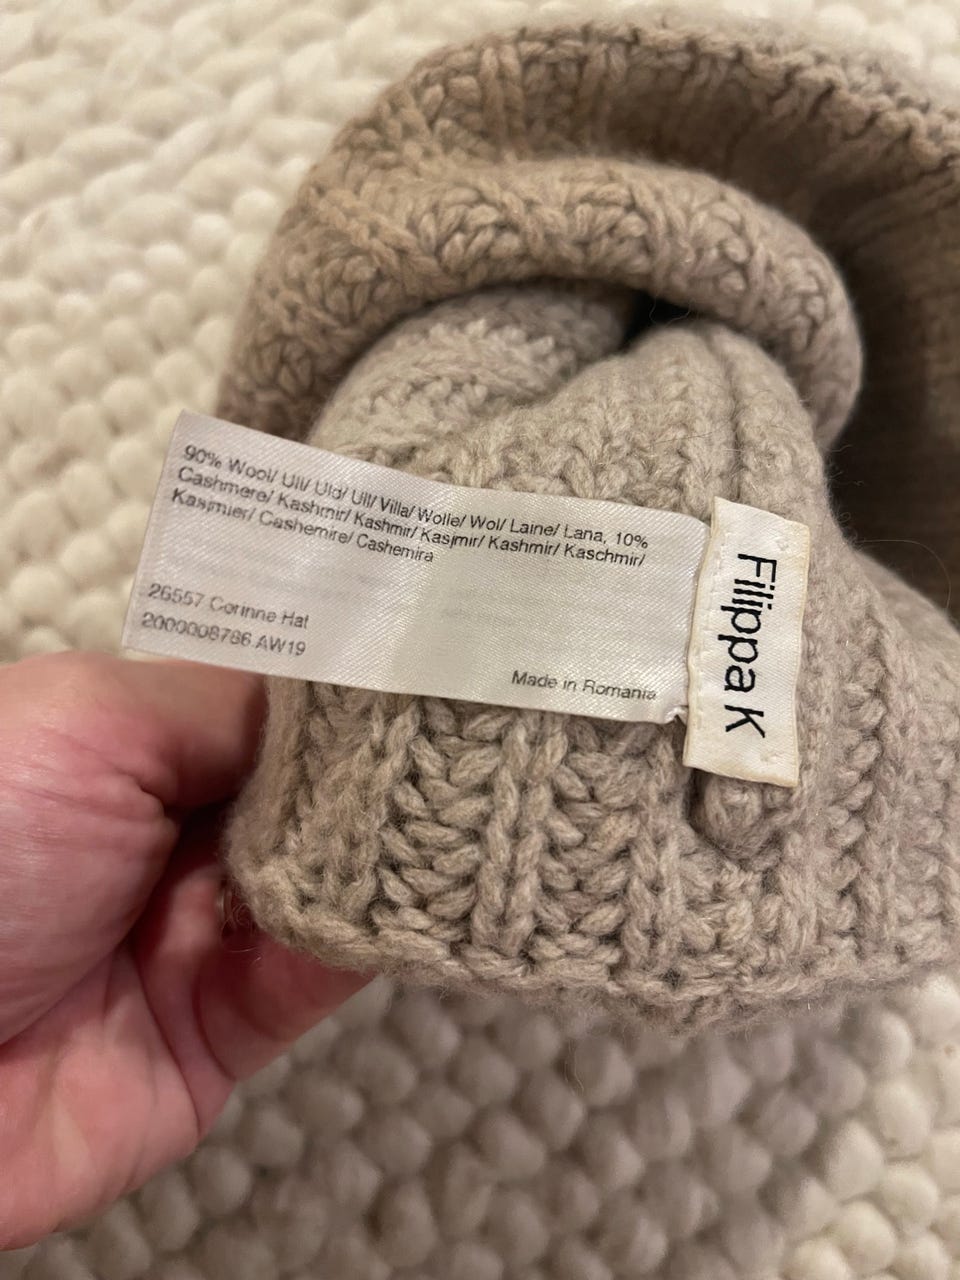 90% Wool/ Ull/ Uld/ Ull/ Villa/ Wolle/ Wol/ Laine/ Lana, 10%
Cashmere/ Kashmir/ Kashmir/ Kasjmir/ Kashmir/ Kaschmir/
Kasjmier/ Cashemire/ Cashemira
26557 Corinne Hat
2000008786 AW19
Made in Romania
Filippa K